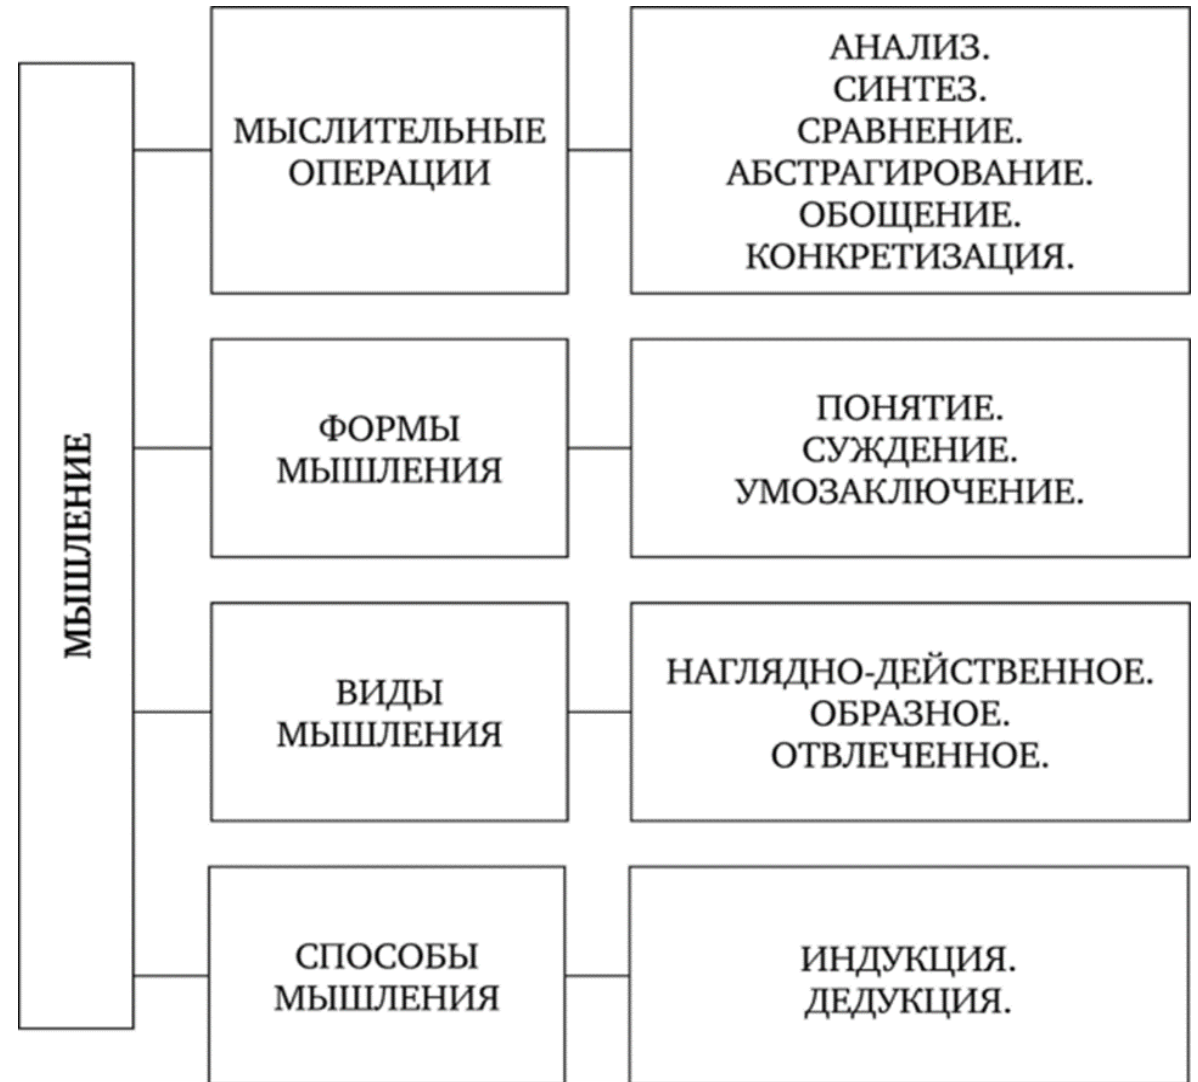 МЫШЛЕНИЕ
МЫСЛИТЕЛЬНЫЕ
ОПЕРАЦИИ
АНАЛИЗ.
СИНТЕЗ.
СРАВНЕНИЕ.
АБСТРАГИРОВАНИЕ.
ОБОЩЕНИЕ.
КОНКРЕТИЗАЦИЯ.
ФОРМЫ
МЫШЛЕНИЯ
ПОНЯТИЕ.
СУЖДЕНИЕ.
УМОЗАКЛЮЧЕНИЕ.
ВИДЫ
МЫШЛЕНИЯ
НАГЛЯДНО-ДЕЙСТВЕННОЕ.
ОБРАЗНОЕ.
ОТВЛЕЧЕННОЕ.
СПОСОБЫ
МЫШЛЕНИЯ
ИНДУКЦИЯ.
ДЕДУКЦИЯ.